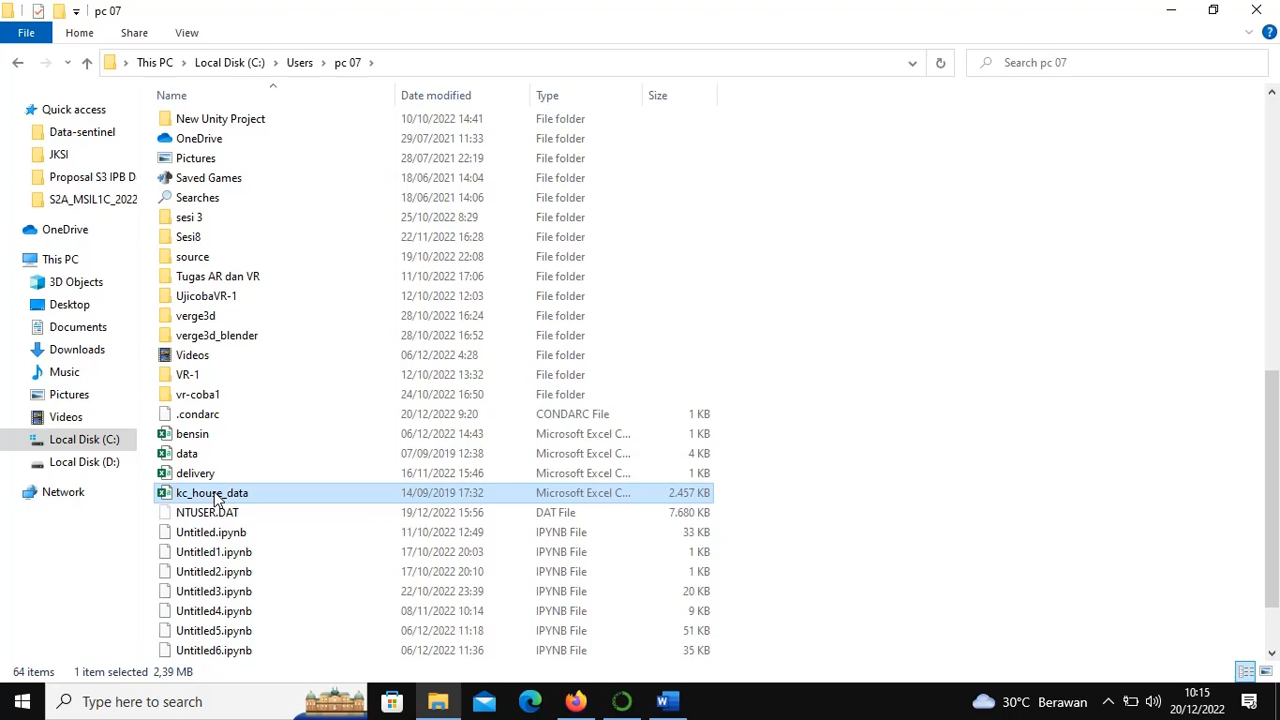 pc 07
File Home Share View
This PC Local Disk (C:) Users pc 07
Search pc 07
Name Date modified Type Size
Quick access
Data-sentinel
JKSI
Proposal S3 IPB D
S2A_MSIL1C_2022
OneDrive
This PC
3D Objects
Desktop
Documents
Downloads
Music
Pictures
Videos
Local Disk (C:)
Local Disk (D:)
Network
New Unity Project 10/10/2022 14:41 File folder
OneDrive 29/07/2021 11:33 File folder
Pictures 28/07/2021 22:19 File folder
Saved Games 18/06/2021 14:04 File folder
Searches 18/06/2021 14:06 File folder
sesi 3 25/10/2022 8:29 File folder
Sesi8 22/11/2022 16:28 File folder
source 19/10/2022 22:08 File folder
Tugas AR dan VR 11/10/2022 17:06 File folder
UjicobaVR-1 12/10/2022 12:03 File folder
verge3d 28/10/2022 16:24 File folder
verge3d_blender 28/10/2022 16:52 File folder
Videos 06/12/2022 4:28 File folder
VR-1 12/10/2022 13:32 File folder
vr-coba1 24/10/2022 16:50 File folder
.condarc 20/12/2022 9:20 CONDARC File 1 KB
bensin 06/12/2022 14:43 Microsoft Excel C... 1 KB
data 07/09/2019 12:38 Microsoft Excel C... 4 KB
delivery 16/11/2022 15:46 Microsoft Excel C... 1 KB
kc_house_data 14/09/2019 17:32 Microsoft Excel C... 2.457 KB
NTUSER.DAT 19/12/2022 15:56 DAT File 7.680 KB
Untitled.ipynb 11/10/2022 12:49 IPYNB File 33 KB
Untitled1.ipynb 17/10/2022 20:03 IPYNB File 1 KB
Untitled2.ipynb 17/10/2022 20:10 IPYNB File 1 KB
Untitled3.ipynb 22/10/2022 23:39 IPYNB File 20 KB
Untitled4.ipynb 08/11/2022 10:14 IPYNB File 9 KB
Untitled5.ipynb 06/12/2022 11:18 IPYNB File 51 KB
Untitled6.ipynb 06/12/2022 11:36 IPYNB File 35 KB
64 items 1 item selected 2,39 MB
Type here to search
30°C Berawan
10:15
20/12/2022